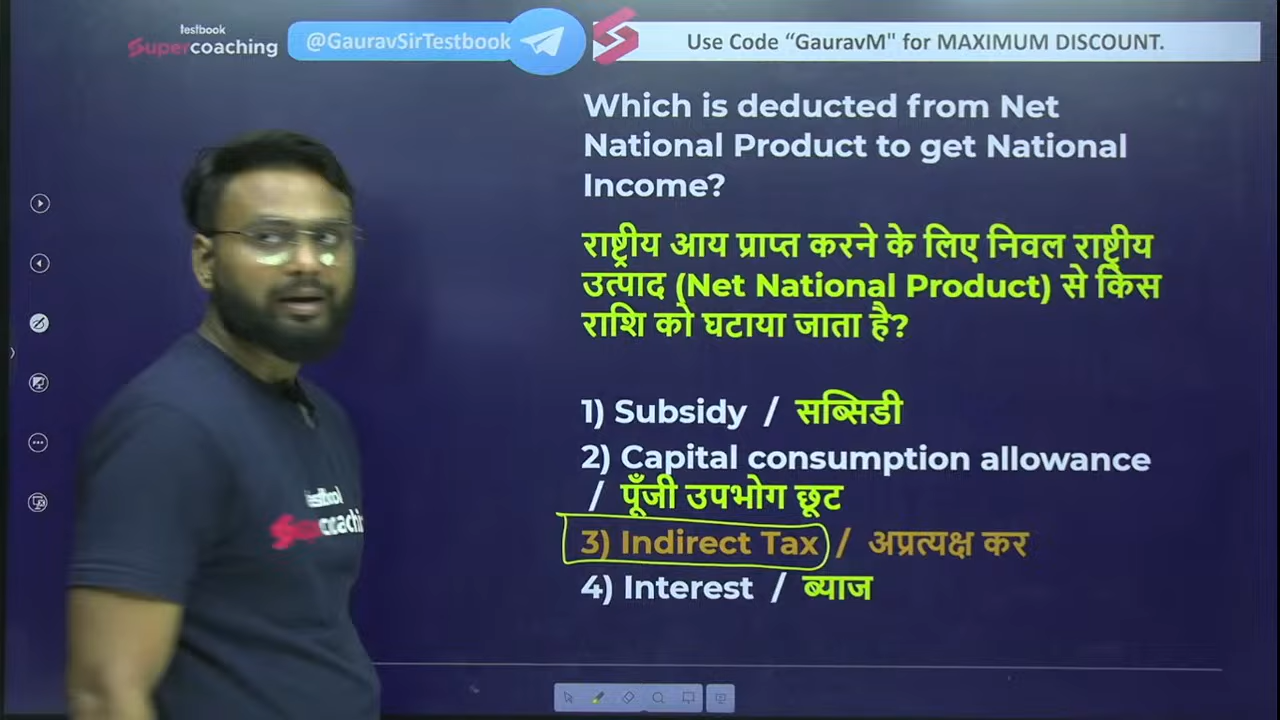 testbook
Supercoaching
@GauravSirTestbook
Use Code “GauravM" for MAXIMUM DISCOUNT.
Which is deducted from Net
National Product to get National
Income?
राष्ट्रीय आय प्राप्त करने के लिए निवल राष्ट्रीय
उत्पाद (Net National Product) से किस
राशि को घटाया जाता है?
1) Subsidy / सब्सिडी
2) Capital consumption allowance
/ पूँजी उपभोग छूट
3) Indirect Tax / अप्रत्यक्ष कर
4) Interest / ब्याज
testbook